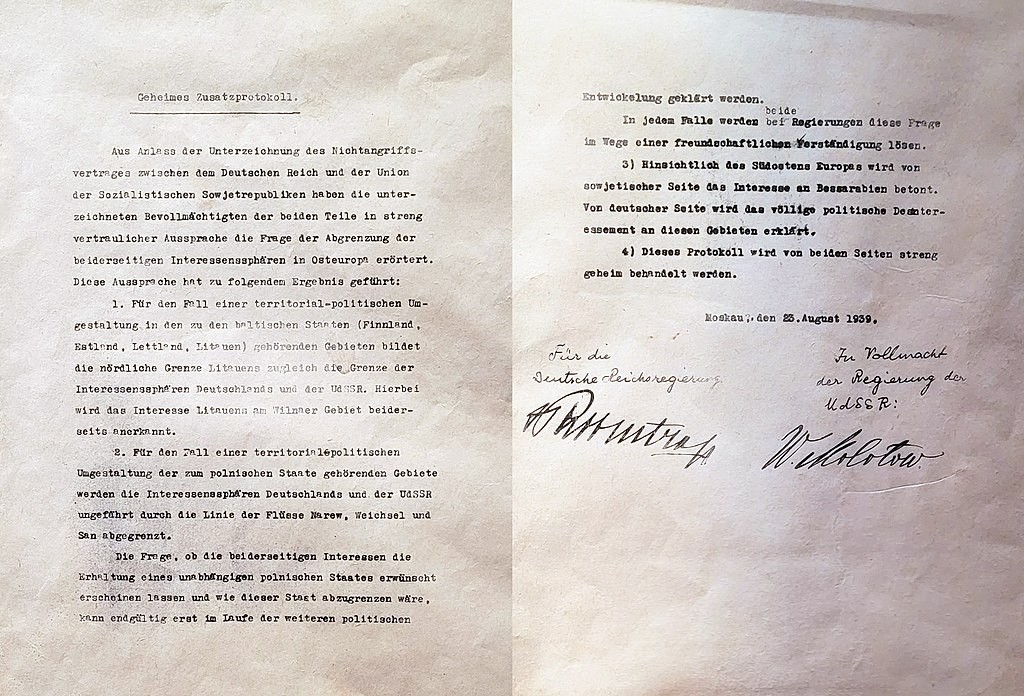 Geheimes Zusatzprotokoll.
Aus Anlass der Unterzeichnung des Nichtangriffs-
vertrages zwischen dem Deutschen Reich und der Union
der Sozialistischen Sowjetrepubliken haben die unter-
zeichneten Bevollmächtigten der beiden Teile in streng
vertraulicher Aussprache die Frage der Abgrenzung der
beiderseitigen Interessenssphären in Osteuropa erörtert.
Diese Aussprache hat zu folgendem Ergebnis geführt:
1. Für den Fall einer territorial-politischen Um-
gestaltung in den zu den baltischen Staaten (Finnland,
Estland, Lettland, Litauen) gehörenden Gebieten bildet
die nördliche Grenze Litauens zugleich die Grenze der
Interessensphären Deutschlands und der UdSSR. Hierbei
wird das Interesse Litauens am Wilnaer Gebiet beider-
seits anerkannt.
2. Für den Fall einer territorial-politischen
Umgestaltung der zum polnischen Staate gehörenden Gebiete
werden die Interessensphären Deutschlands und der UdSSR
ungefährt durch die Linie der Flüsse Narew, Weichsel und
San abgegrenzt.
Die Frage, ob die beiderseitigen Interessen die
Erhaltung eines unabhängigen polnischen Staates erwünscht
erscheinen lassen und wie dieser Staat abzugrenzen wäre,
kann endgültig erst im Laufe der weiteren politischen
Entwickelung geklärt werden.
beide
In jedem Falle werden bei Regierungen diese Frage
im Wege einer freundschaftlichen Verständigung lösen.
3) Hinsichtlich des Südostens Europas wird von
sowjetischer Seite das Interesse an Bessarabien betont.
Von deutscher Seite wird das völlige politische Desinter-
essement an diesen Gebieten erklärt.
4) Dieses Protokoll wird von beiden Seiten streng
geheim behandelt werden.
Moskau, den 23. August 1939.
Für die
Deutsche Reichsregierung:
In Vollmacht
der Regierung der
UdSSR:
W. Molotow